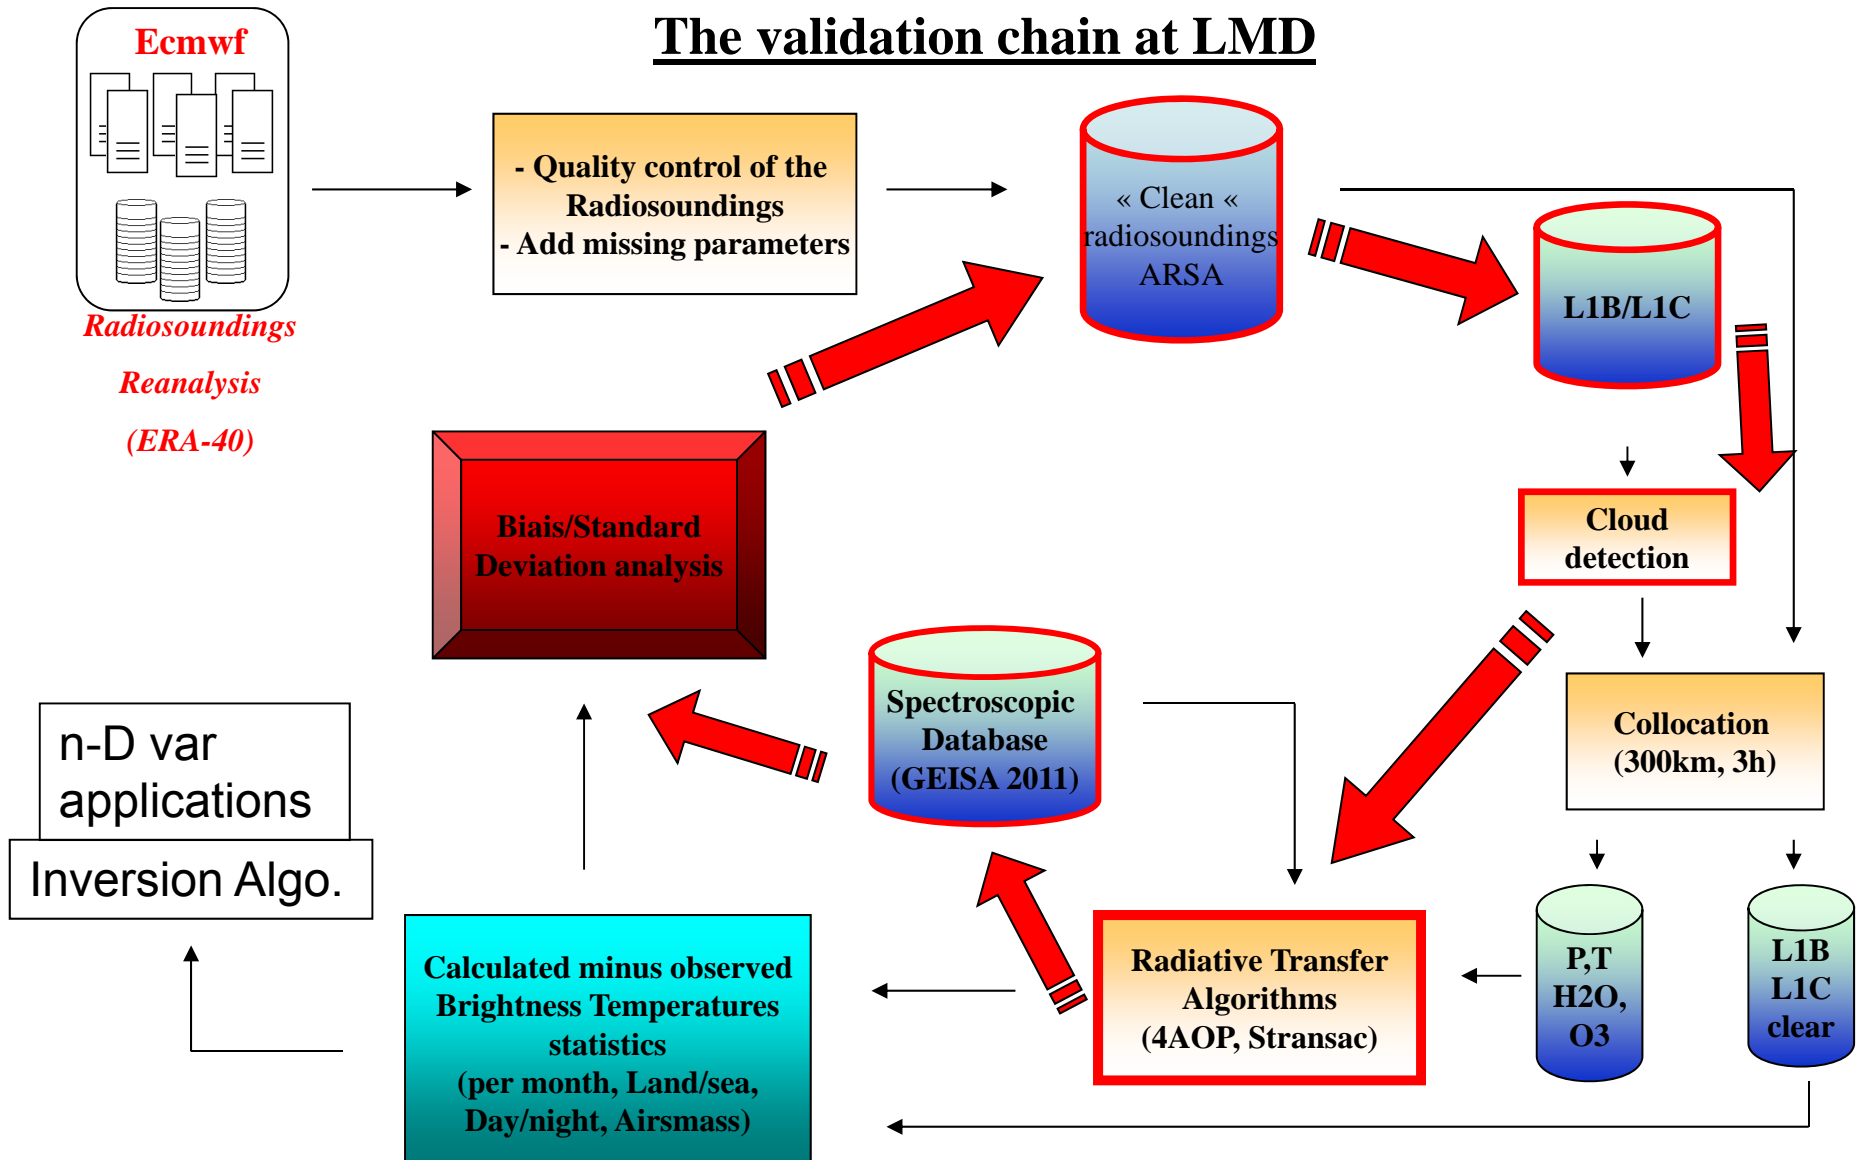 The validation chain at LMD
Ecmwf
Radiosoundings
Reanalysis
(ERA-40)
- Quality control of the
Radiosoundings
- Add missing parameters
« Clean «
radiosoundings
ARSA
L1B/L1C
Cloud
detection
Collocation
(300km, 3h)
Biais/Standard
Deviation analysis
Spectroscopic
Database
(GEISA 2011)
n-D var
applications
Inversion Algo.
Calculated minus observed
Brightness Temperatures
statistics
(per month, Land/sea,
Day/night, Airsmass)
Radiative Transfer
Algorithms
(4AOP, Stransac)
P,T
H2O,
O3
L1B
L1C
clear